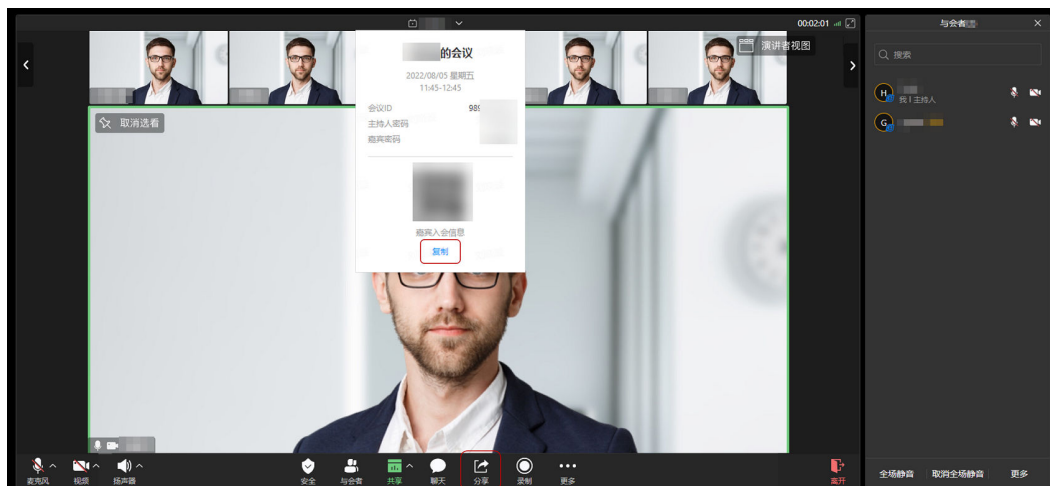 00:02:01
与会者
演讲者视图
搜索
的会议
2022/08/05 星期五
11:45-12:45
会议ID
989
主持人密码
嘉宾密码
嘉宾入会信息
复制
取消选看
H
我 | 主持人
G
麦克风
视频
扬声器
安全
与会者
共享
聊天
分享
录制
更多
离开
全场静音
取消全场静音
更多